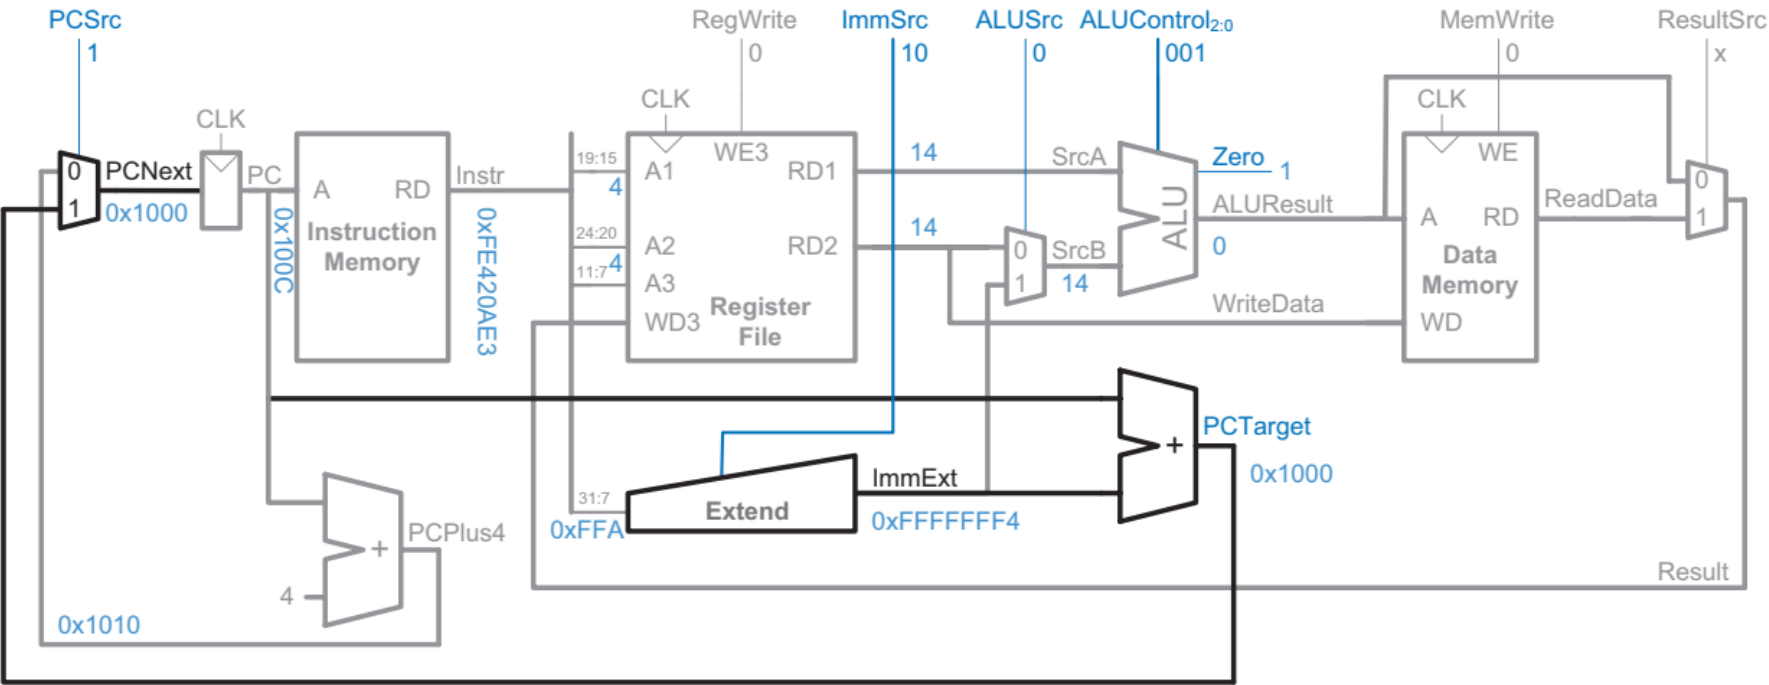 PCSrc
1
RegWrite
0
ImmSrc
10
ALUSrc
0
ALUControl2:0
001
MemWrite
0
ResultSrc
x
0
1
PCNext
0x1000
CLK
PC
0x100C
A
RD
Instruction
Memory
Instr
0xFE420AE3
19:15
4
24:20
4
11:7
31:7
0xFFA
CLK
WE3
A1
RD1
A2
RD2
A3
WD3
Register
File
14
14
SrcA
0
1
SrcB
14
ALU
Zero
1
ALUResult
0
WriteData
CLK
WE
A
RD
Data
Memory
WD
ReadData
0
1
Extend
ImmExt
0xFFFFFFF4
+
PCTarget
0x1000
+
4
PCPlus4
0x1010
Result